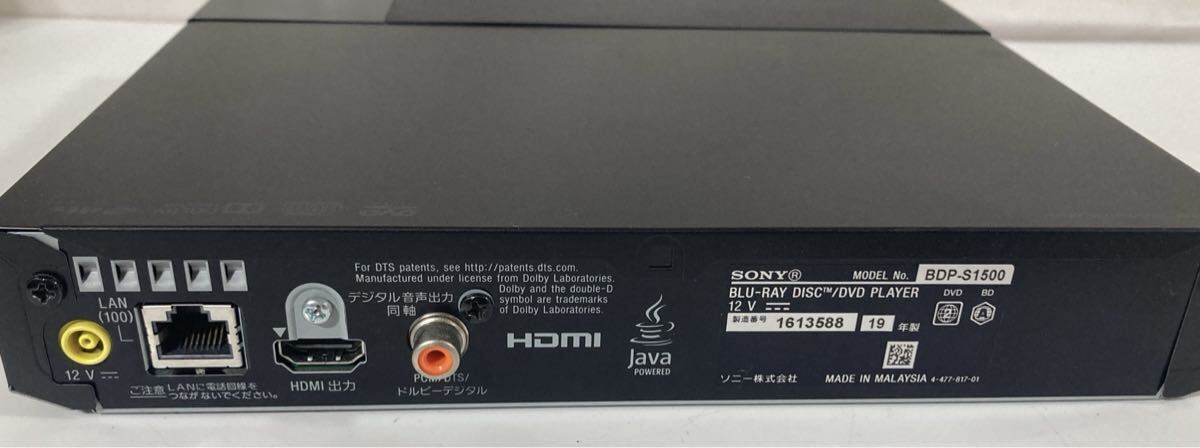 LAN
(100)
12 V
ご注意 LANに電話回線を
つながないでください。
HDMI 出力
For DTS patents, see http://patents.dts.com.
Manufactured under license from Dolby Laboratories.
Dolby and the double-D
symbol are trademarks
of Dolby Laboratories.
デジタル音声出力
同軸
PCM/DTS/
ドルビーデジタル
HDMI
Java
POWERED
SONY® MODEL No. BDP-S1500
BLU-RAY DISC™/DVD PLAYER
12 V
製造番号 1613588 19 年製
DVD BD
2 A
ソニー株式会社 MADE IN MALAYSIA 4-477-817-01